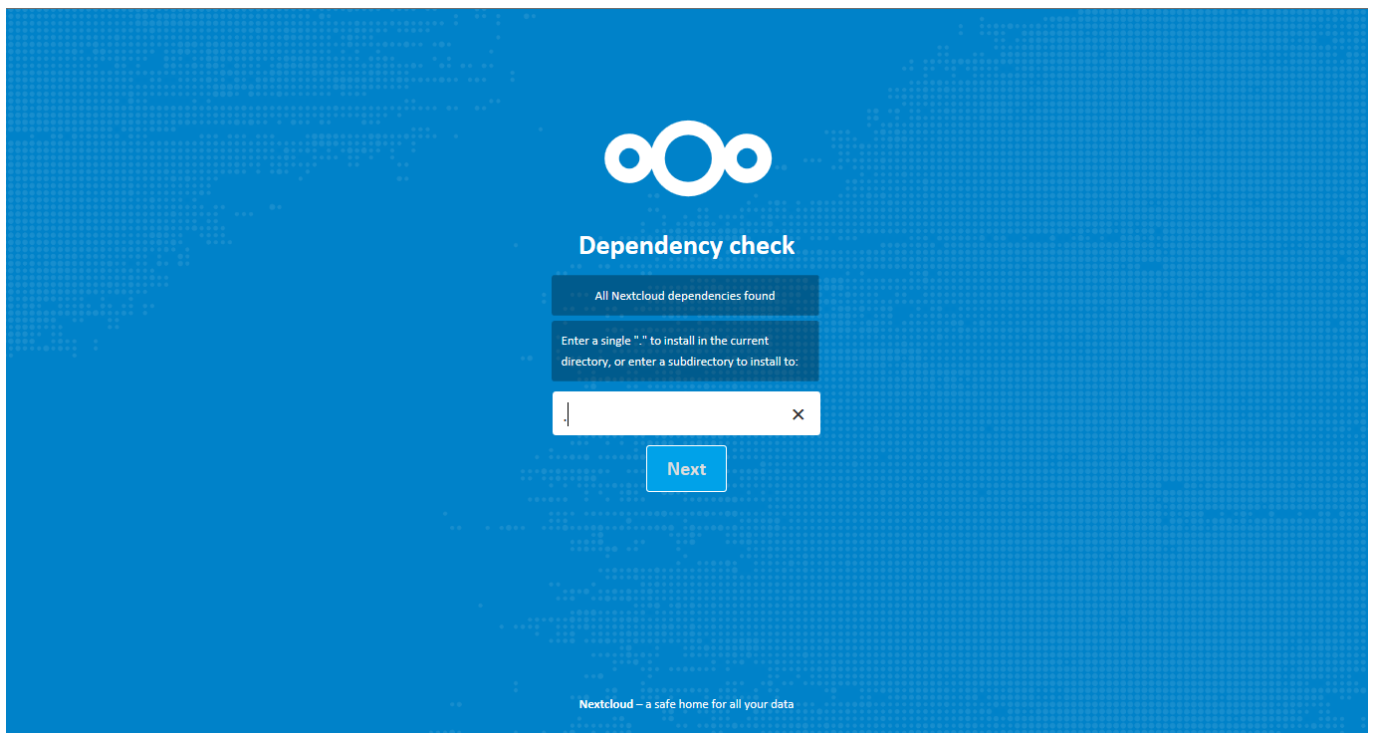 Dependency check
All Nextcloud dependencies found
Enter a single "." to install in the current
directory, or enter a subdirectory to install to:
.
Next
Nextcloud – a safe home for all your data